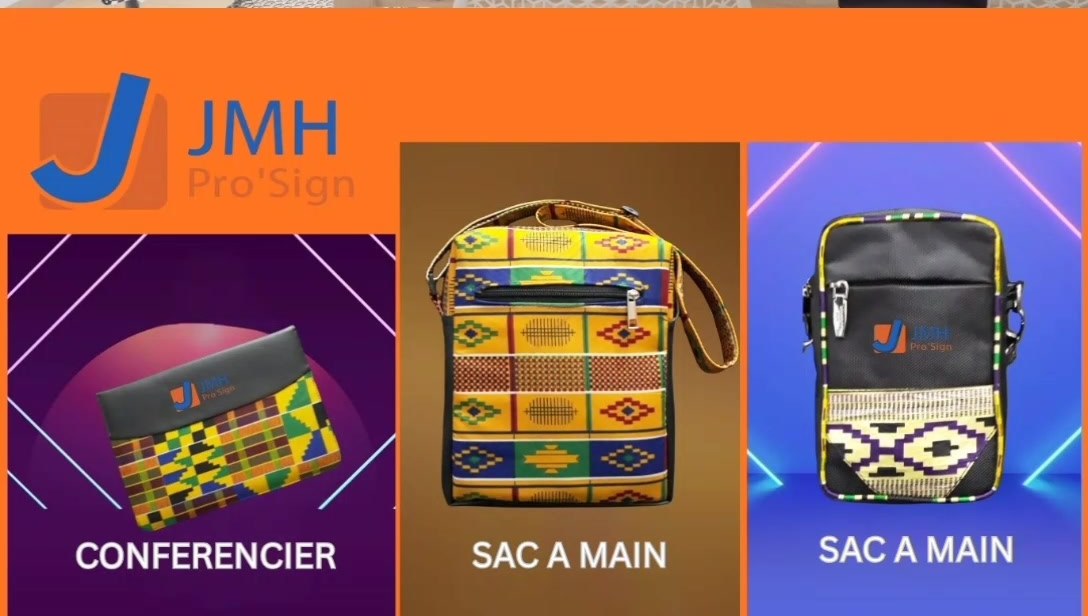 JMH
Pro'Sign
JMH
Pro'Sign
CONFERENCIER
SAC A MAIN
JMH
Pro'Sign
SAC A MAIN